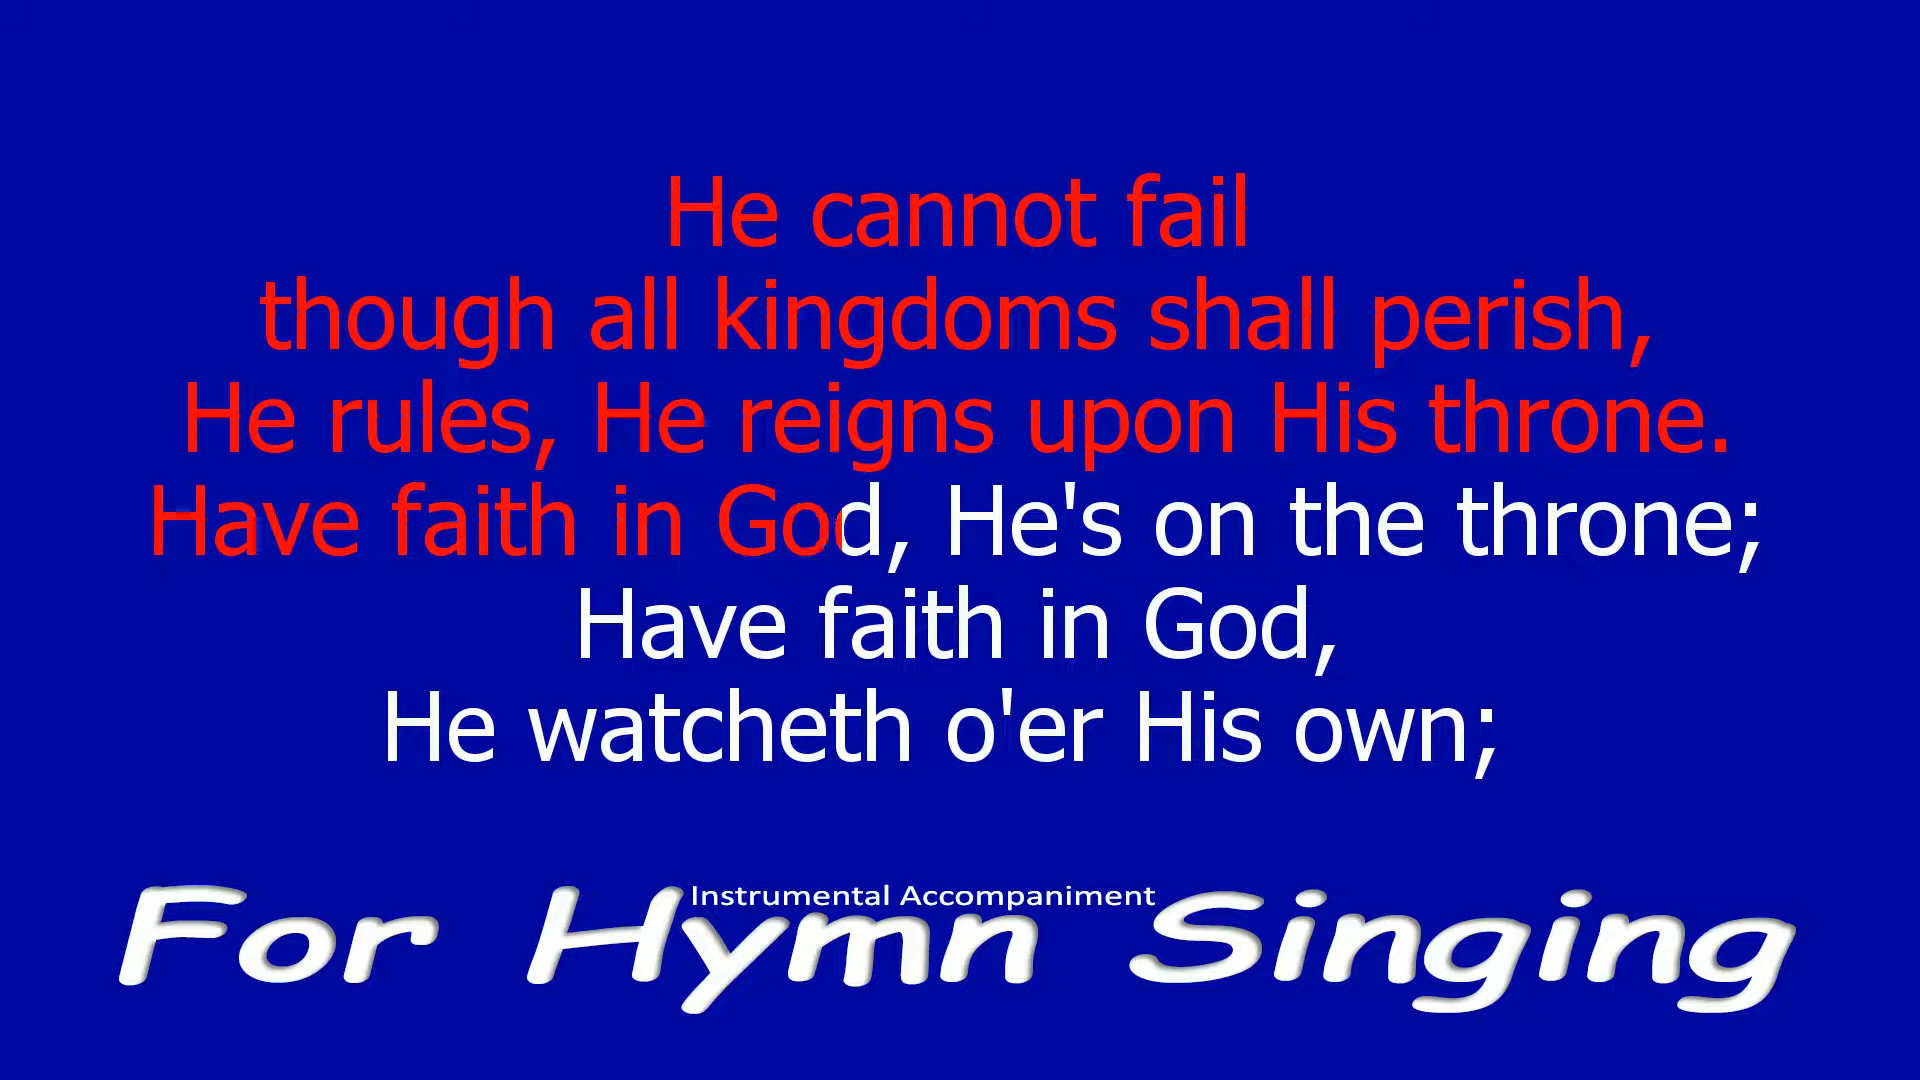 He cannot fail
though all kingdoms shall perish,
He rules, He reigns upon His throne.
Have faith in God, He's on the throne;
Have faith in God,
He watcheth o'er His own;
Instrumental Accompaniment
For Hymn Singing